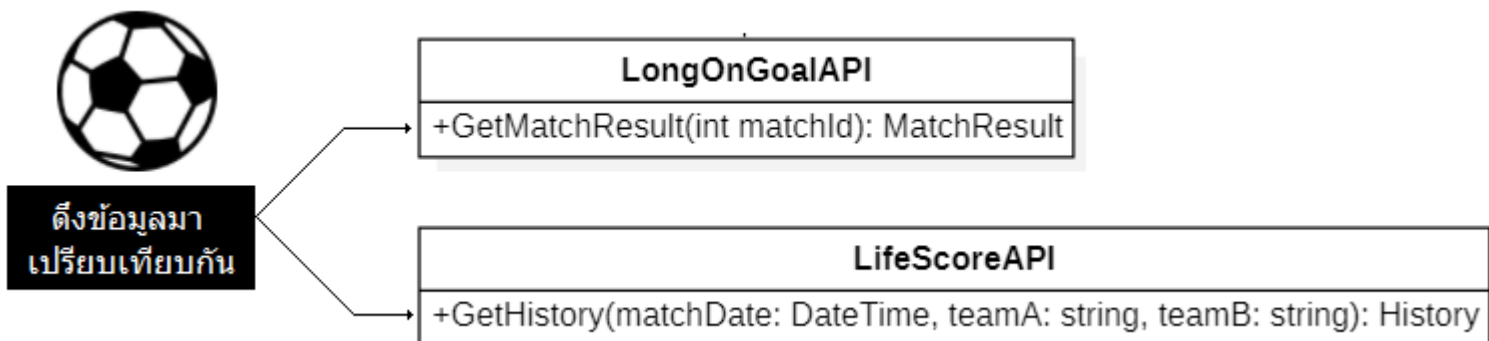 LongOnGoalAPI
+GetMatchResult(int matchId): MatchResult
ดึงข้อมูลมา
เปรียบเทียบกัน
LifeScoreAPI
+GetHistory(matchDate: DateTime, teamA: string, teamB: string): History